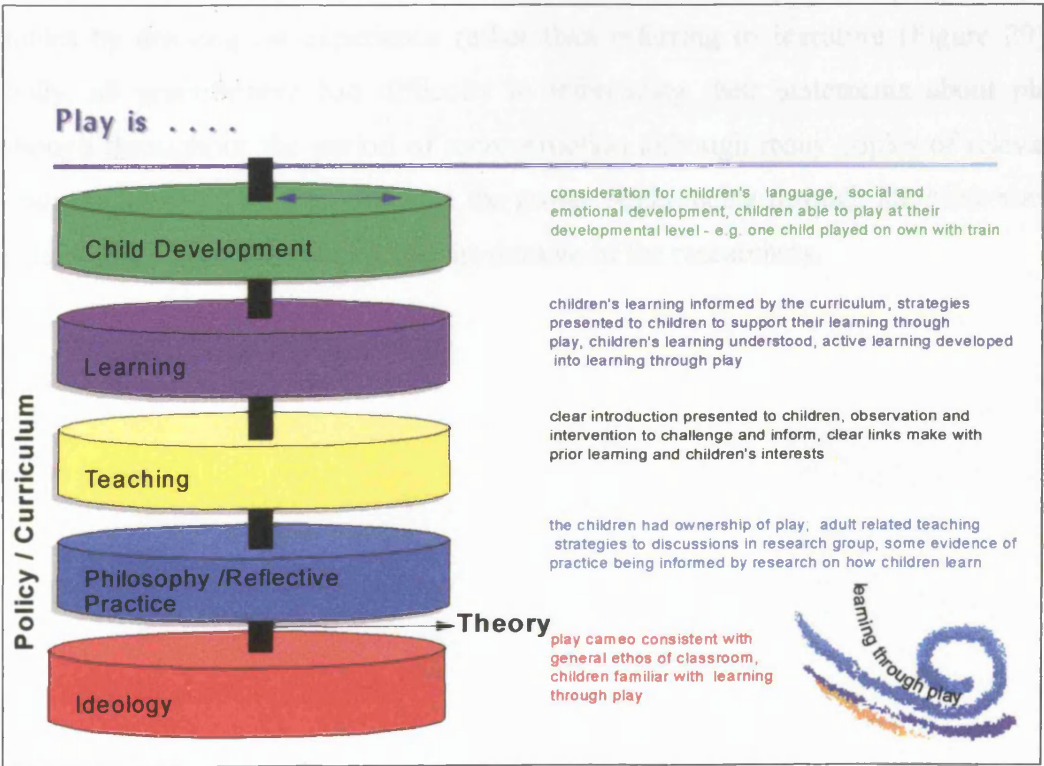 Play is . . . .
Child Development
consideration for children's language, social and
emotional development, children able to play at their
developmental level - e.g. one child played on own with train
Learning
children's learning informed by the curriculum, strategies
presented to children to support their learning through
play, children's learning understood, active learning developed
into learning through play
Teaching
clear introduction presented to children, observation and
intervention to challenge and inform, clear links make with
prior learning and children's interests
Philosophy /Reflective
Practice
the children had ownership of play, adult related teaching
strategies to discussions in research group, some evidence of
practice being informed by research on how children learn
Theory
Ideology
play cameo consistent with
general ethos of classroom,
children familiar with learning
through play
learning through play
Policy / Curriculum